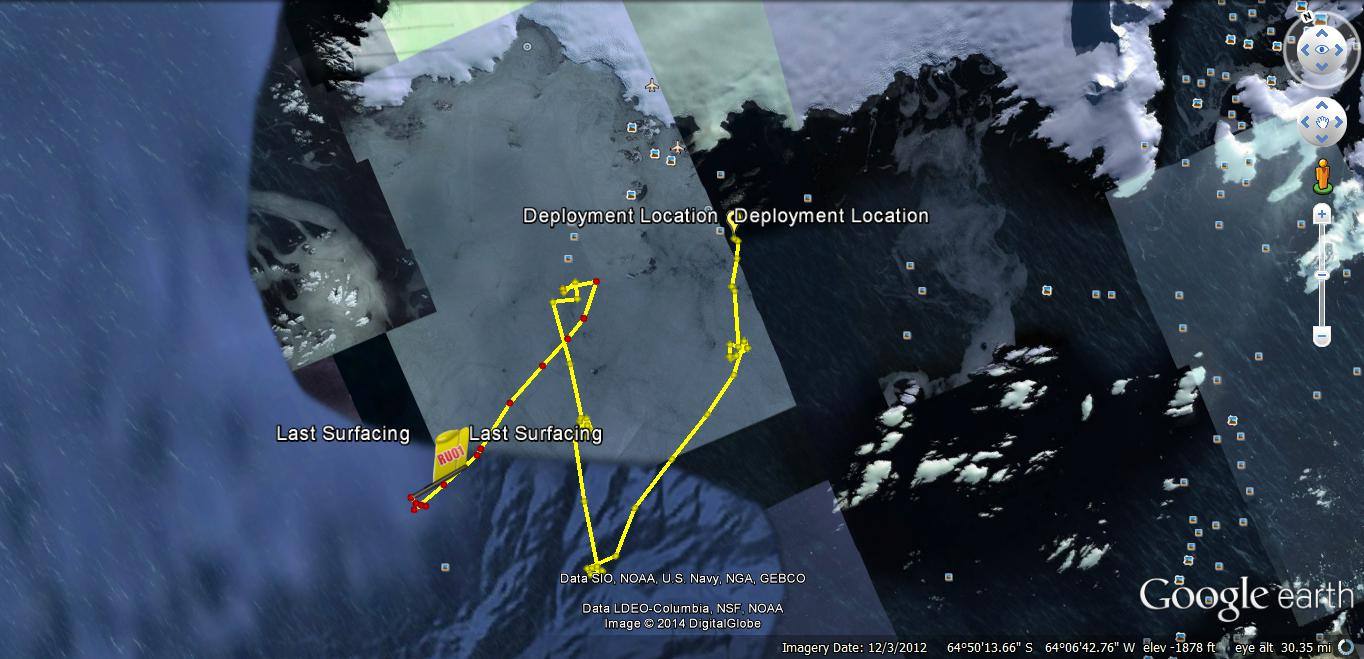 N
Deployment Location
Deployment Location
Last Surfacing
Last Surfacing
RU01
Data SIO, NOAA, U.S. Navy, NGA, GEBCO
Data LDEO-Columbia, NSF, NOAA
Image © 2014 DigitalGlobe
Google earth
Imagery Date: 12/3/2012 64°50'13.66" S 64°06'42.76" W elev -1878 ft eye alt 30.35 mi